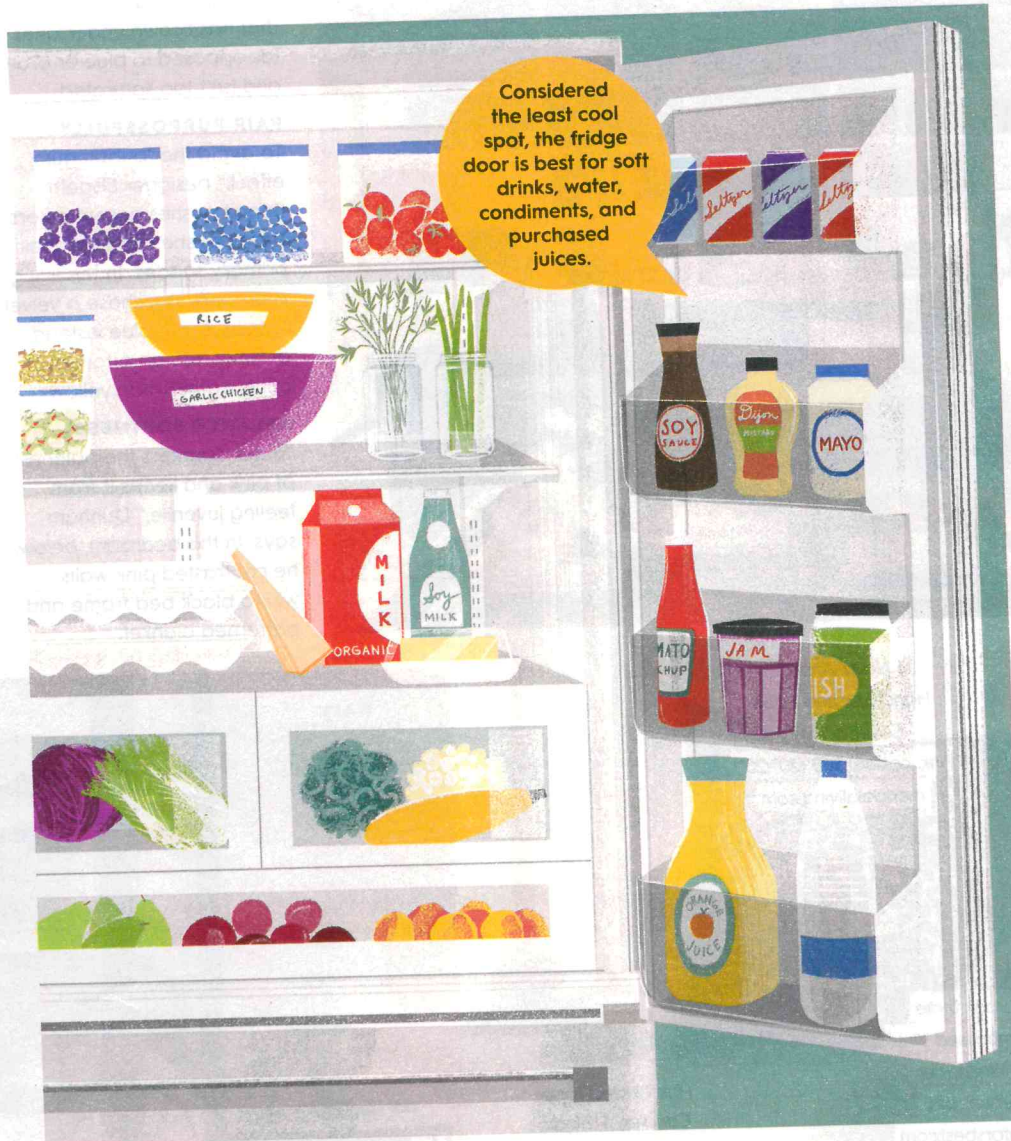 Considered
the least cool
spot, the fridge
door is best for soft
drinks, water,
condiments, and
purchased
juices.
Seltzer
Seltzer
RICE
GARLIC CHICKEN
SOY
SAUCE
Dijon
MUSTARD
MAYO
MILK
ORGANIC
Soy
MILK
MATO
CHUP
JAM
ISH
ORANGE
JUICE